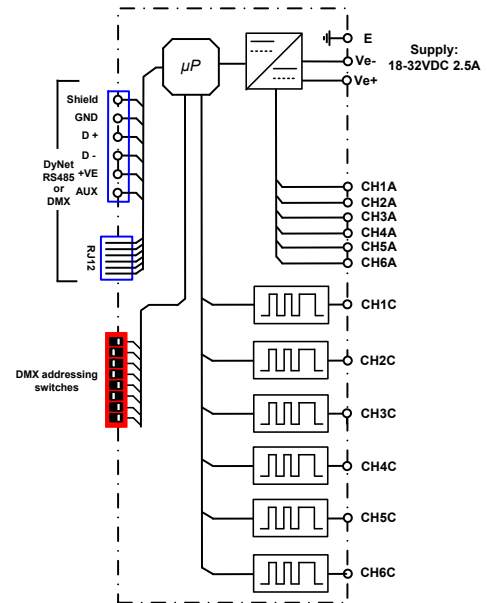 µP
E
Ve-
Ve+
Supply:
18-32VDC 2.5A
Shield
GND
D +
D -
+VE
AUX
DyNet
RS485
or
DMX
RJ12
CH1A
CH2A
CH3A
CH4A
CH5A
CH6A
DMX addressing
switches
CH1C
CH2C
CH3C
CH4C
CH5C
CH6C